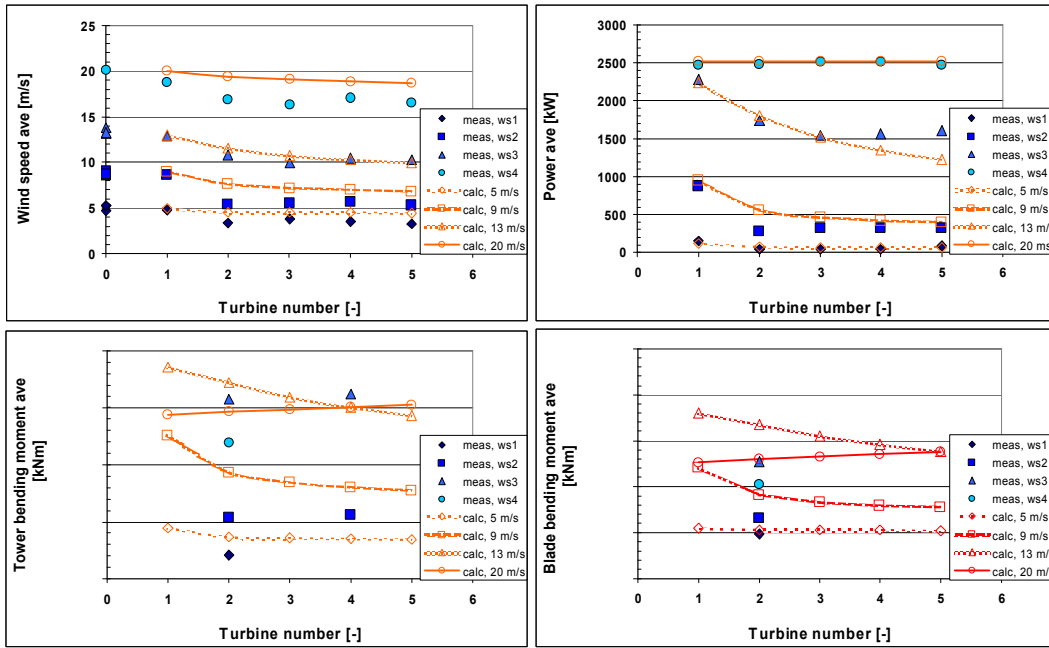 Wind speed ave [m/s]
25
20
15
10
5
0
0 1 2 3 4 5 6
Turbine number [-]
meas, ws1
meas, ws2
meas, ws3
meas, ws4
calc, 5 m/s
calc, 9 m/s
calc, 13 m/s
calc, 20 m/s
Power ave [kW]
3000
2500
2000
1500
1000
500
0
0 1 2 3 4 5 6
Turbine number [-]
meas, ws1
meas, ws2
meas, ws3
meas, ws4
calc, 5 m/s
calc, 9 m/s
calc, 13 m/s
calc, 20 ms
Tower bending moment ave
[kNm]
0 1 2 3 4 5 6
Turbine number [-]
meas, ws1
meas, ws2
meas, ws3
meas, ws4
calc, 5 m/s
calc, 9 m/s
calc, 13 m/s
calc, 20 m/s
Blade bending moment ave
[kNm]
0 1 2 3 4 5 6
Turbine number [-]
meas, ws1
meas, ws2
meas, ws3
meas, ws4
calc, 5 m/s
calc, 9 m/s
calc, 13 m/s
calc, 20 m/s